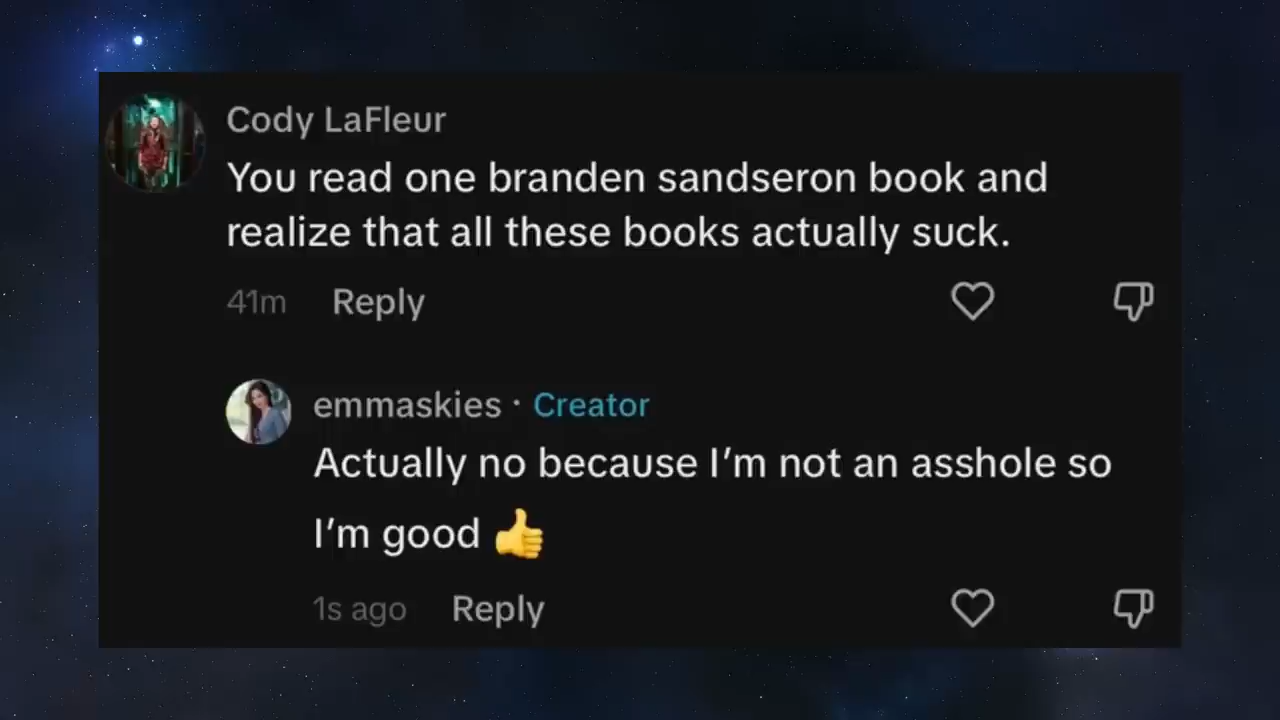 Cody LaFleur
You read one branden sandseron book and
realize that all these books actually suck.
41m Reply
emmaskies · Creator
Actually no because I’m not an asshole so
I’m good 👍
1s ago Reply